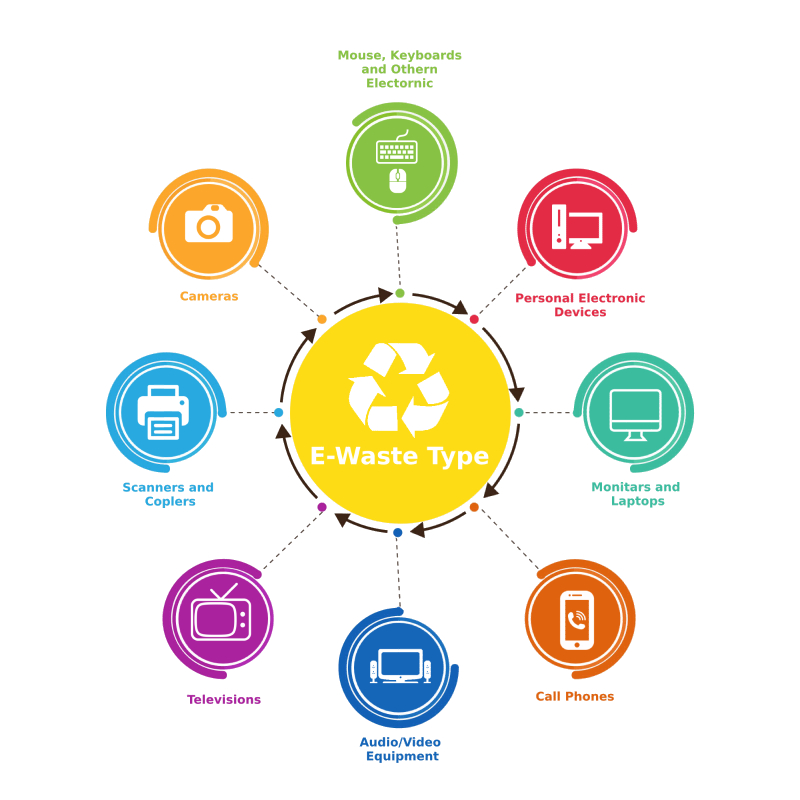 Mouse, Keyboards
and Othern
Electornic
Cameras
Personal Electronic
Devices
E-Waste Type
Scanners and
Coplers
Monitars and
Laptops
Televisions
Call Phones
Audio/Video
Equipment